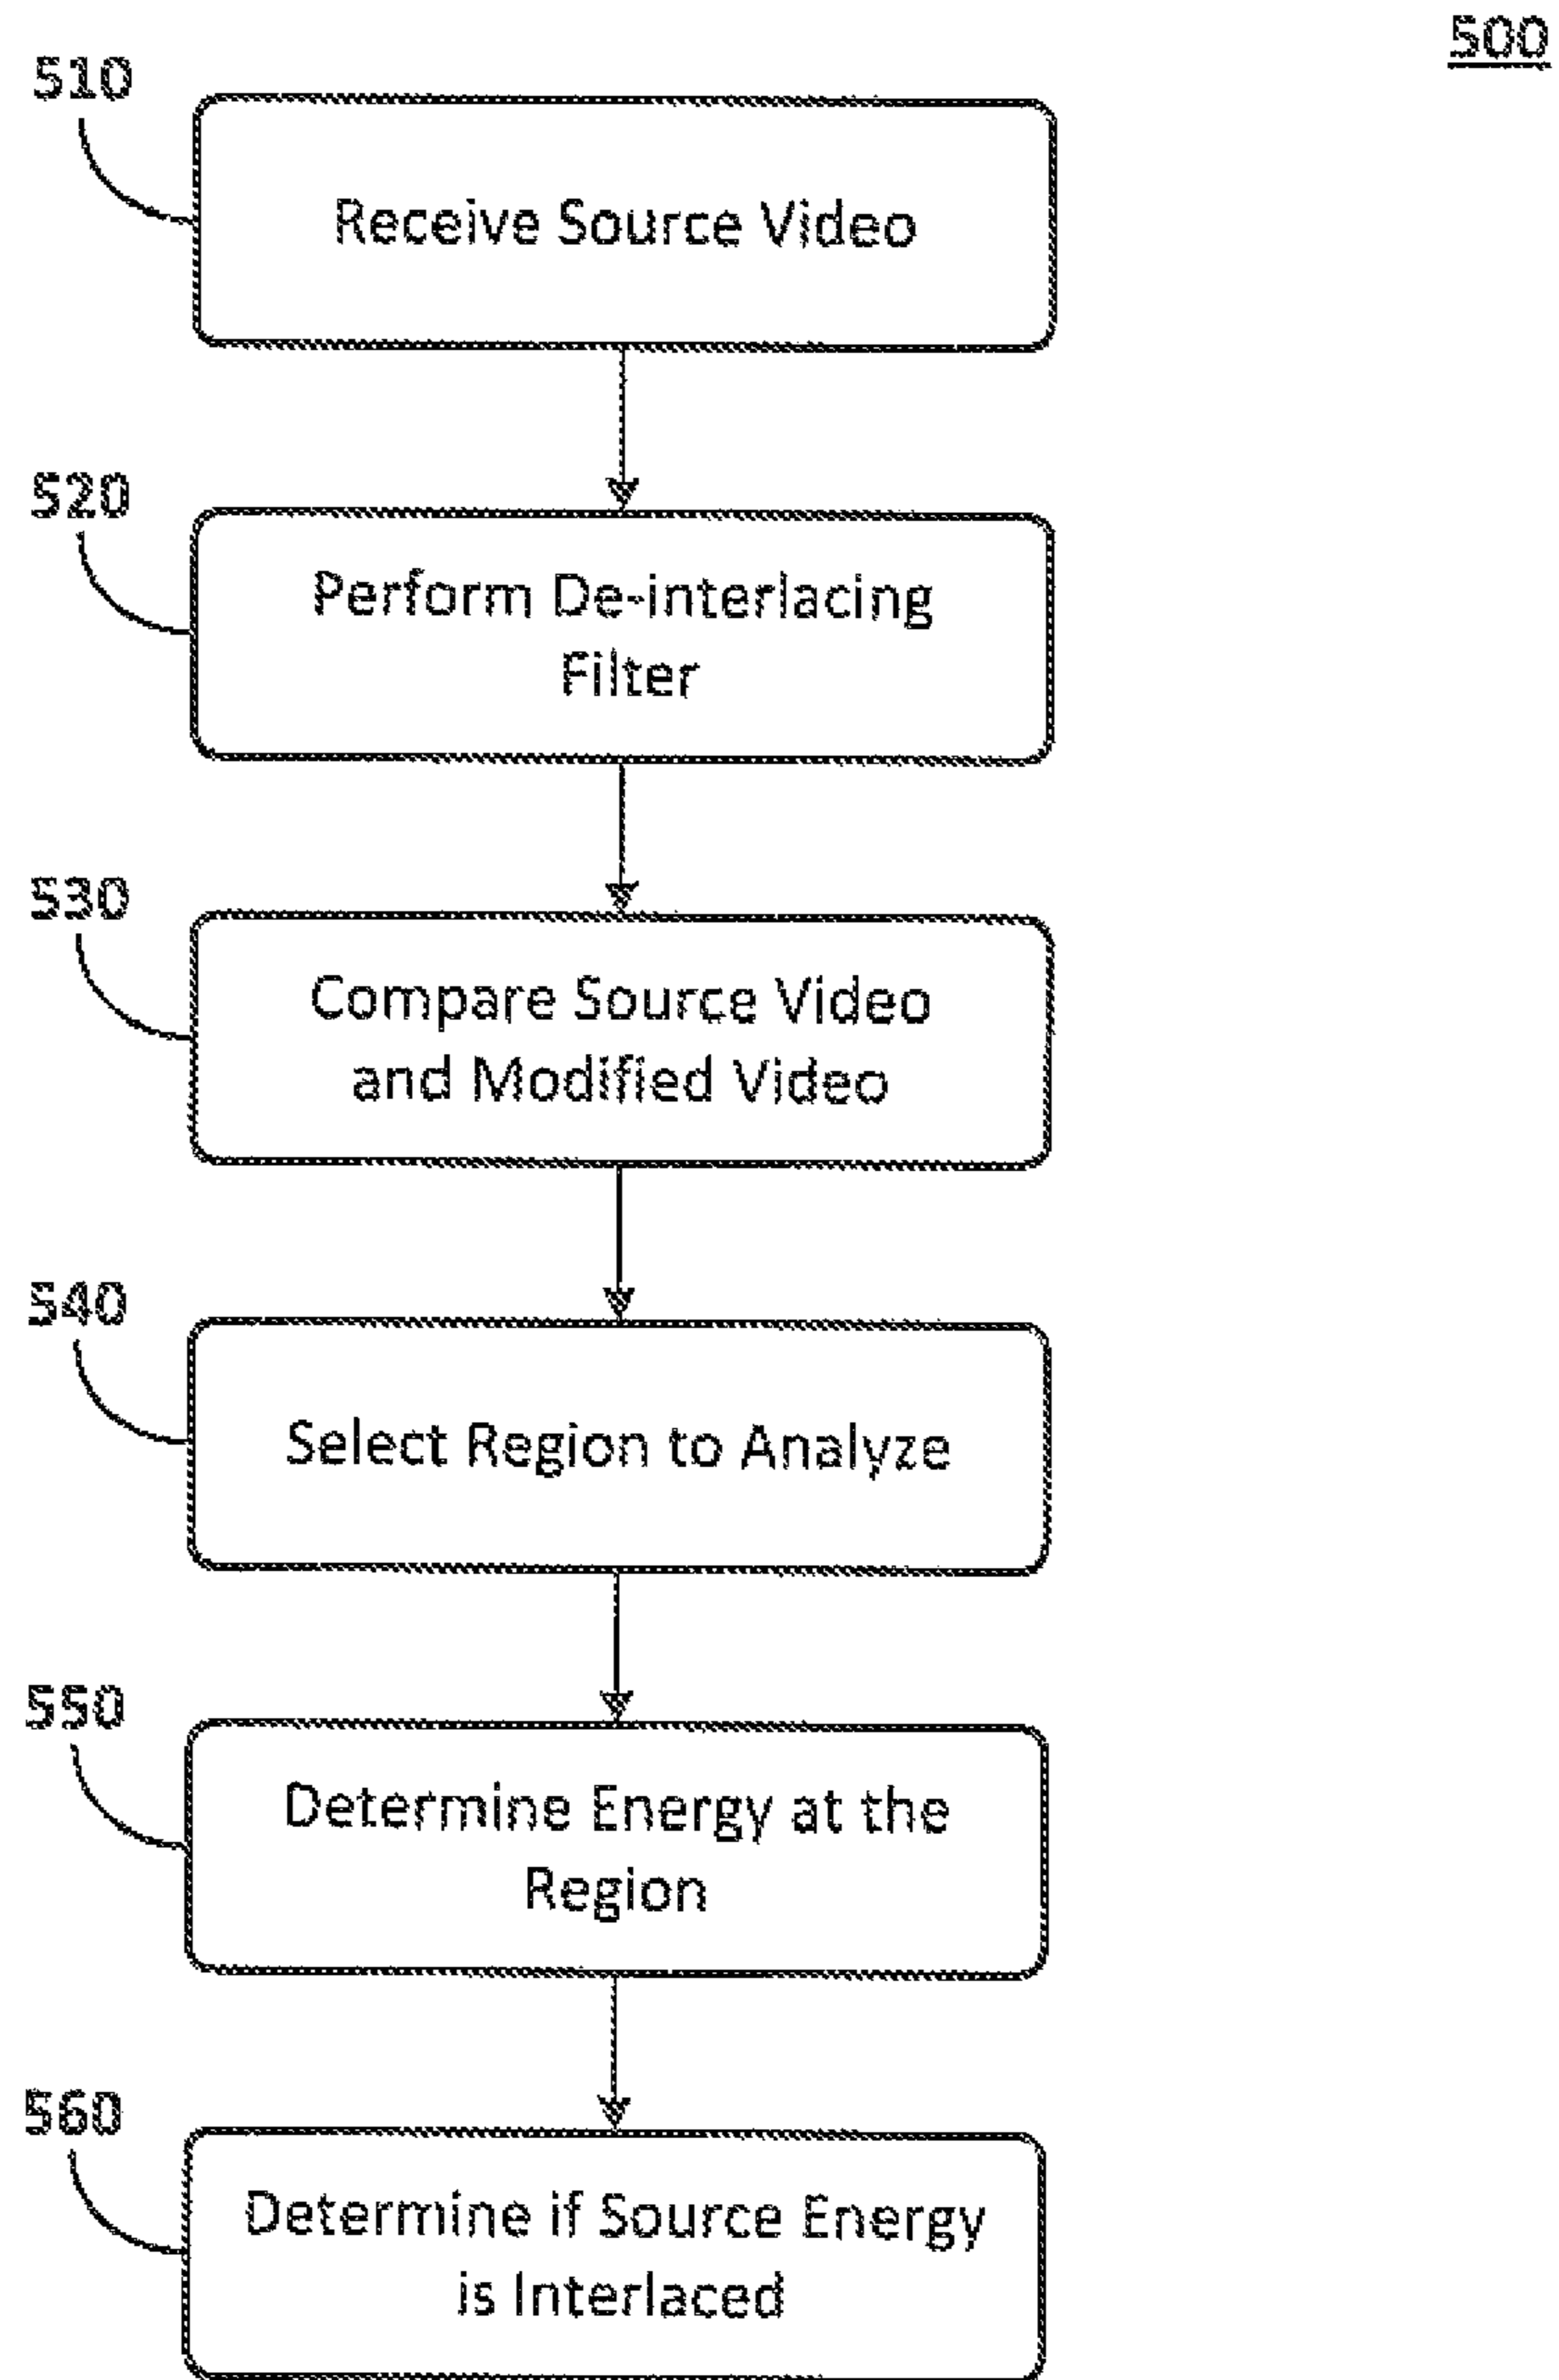 500
510
Receive Source Video
520
Perform De-interlacing
Filter
530
Compare Source Video
and Modified Video
540
Select Region to Analyze
550
Determine Energy at the
Region
560
Determine if Source Energy
is Interlaced